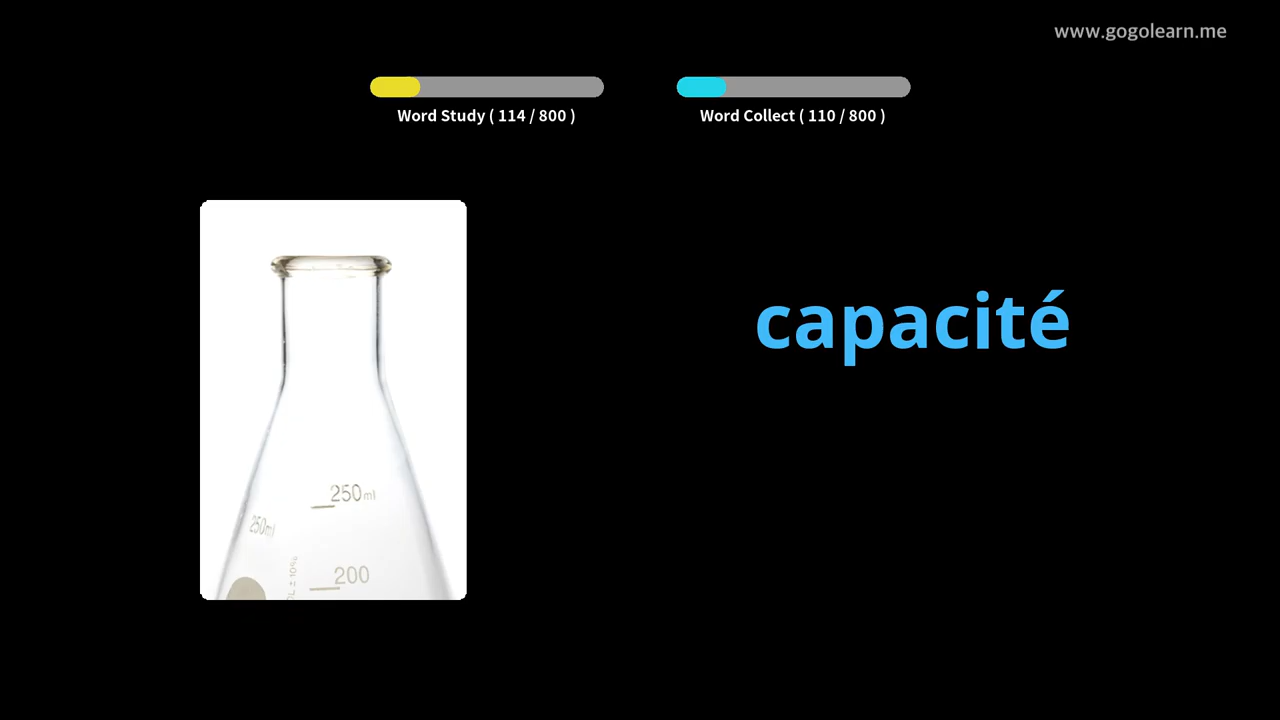 www.gogolearn.me
Word Study ( 114 / 800 )
Word Collect ( 110 / 800 )
capacité
250ml
250ml
200